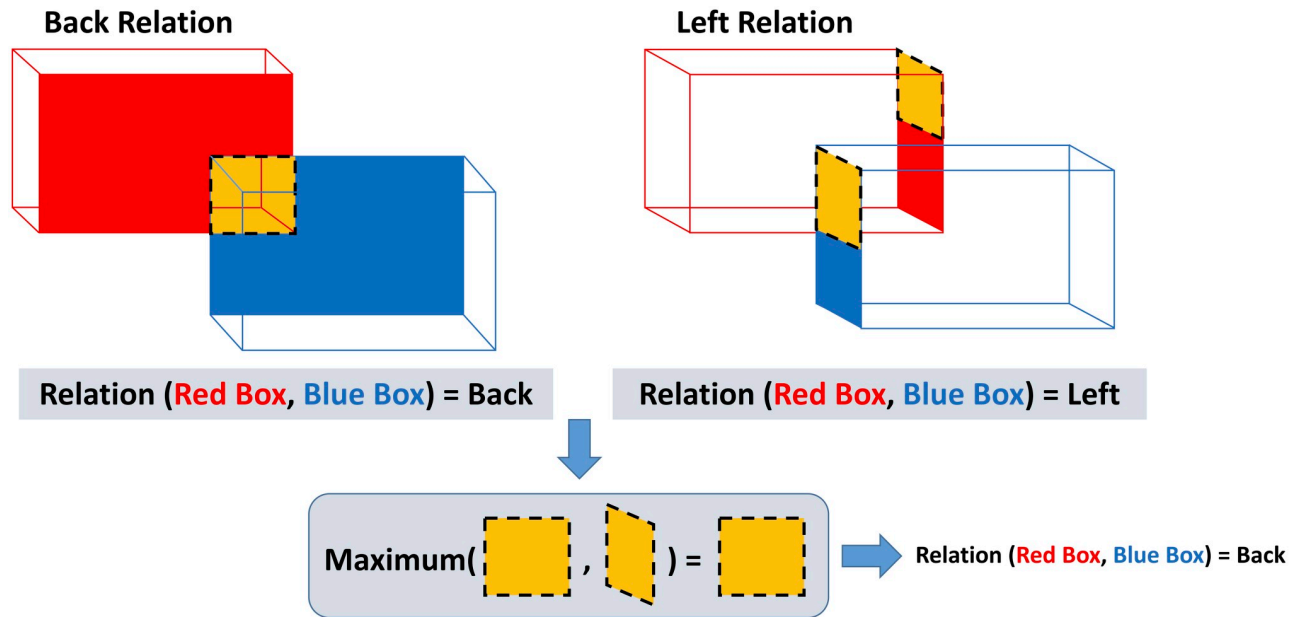 Back Relation
Left Relation
Relation (Red Box, Blue Box) = Back
Relation (Red Box, Blue Box) = Left
Maximum( , ) =
Relation (Red Box, Blue Box) = Back